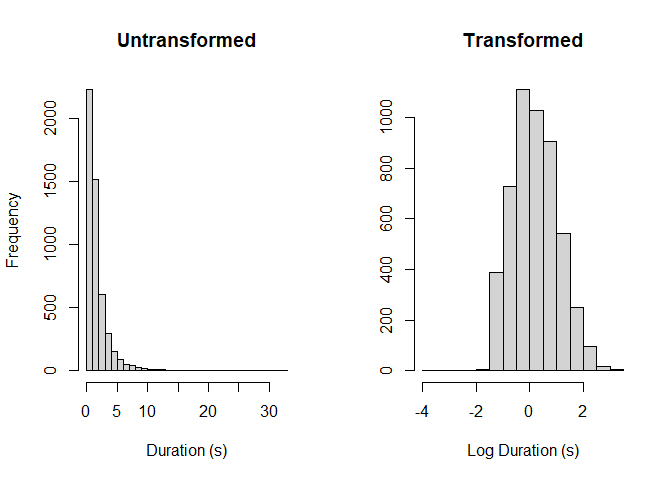 Untransformed
Frequency
0
500
1000
1500
2000
0 5 10 20 30
Duration (s)
Transformed
0
200
400
600
800
1000
-4 -2 0 2
Log Duration (s)